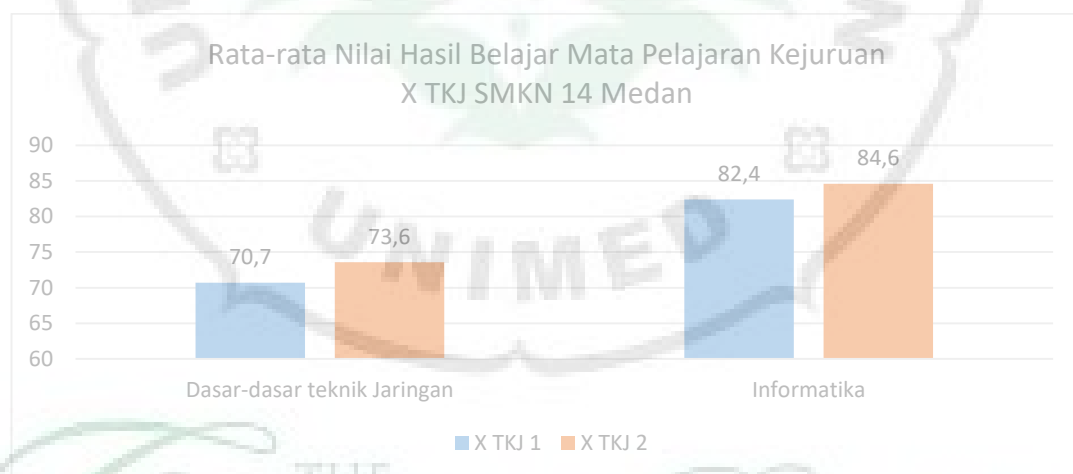 Rata-rata Nilai Hasil Belajar Mata Pelajaran Kejuruan
X TKJ SMKN 14 Medan
90
85
80
75
70
65
60
70,7
73,6
82,4
84,6
Dasar-dasar teknik Jaringan
Informatika
X TKJ 1
X TKJ 2
UNIMED